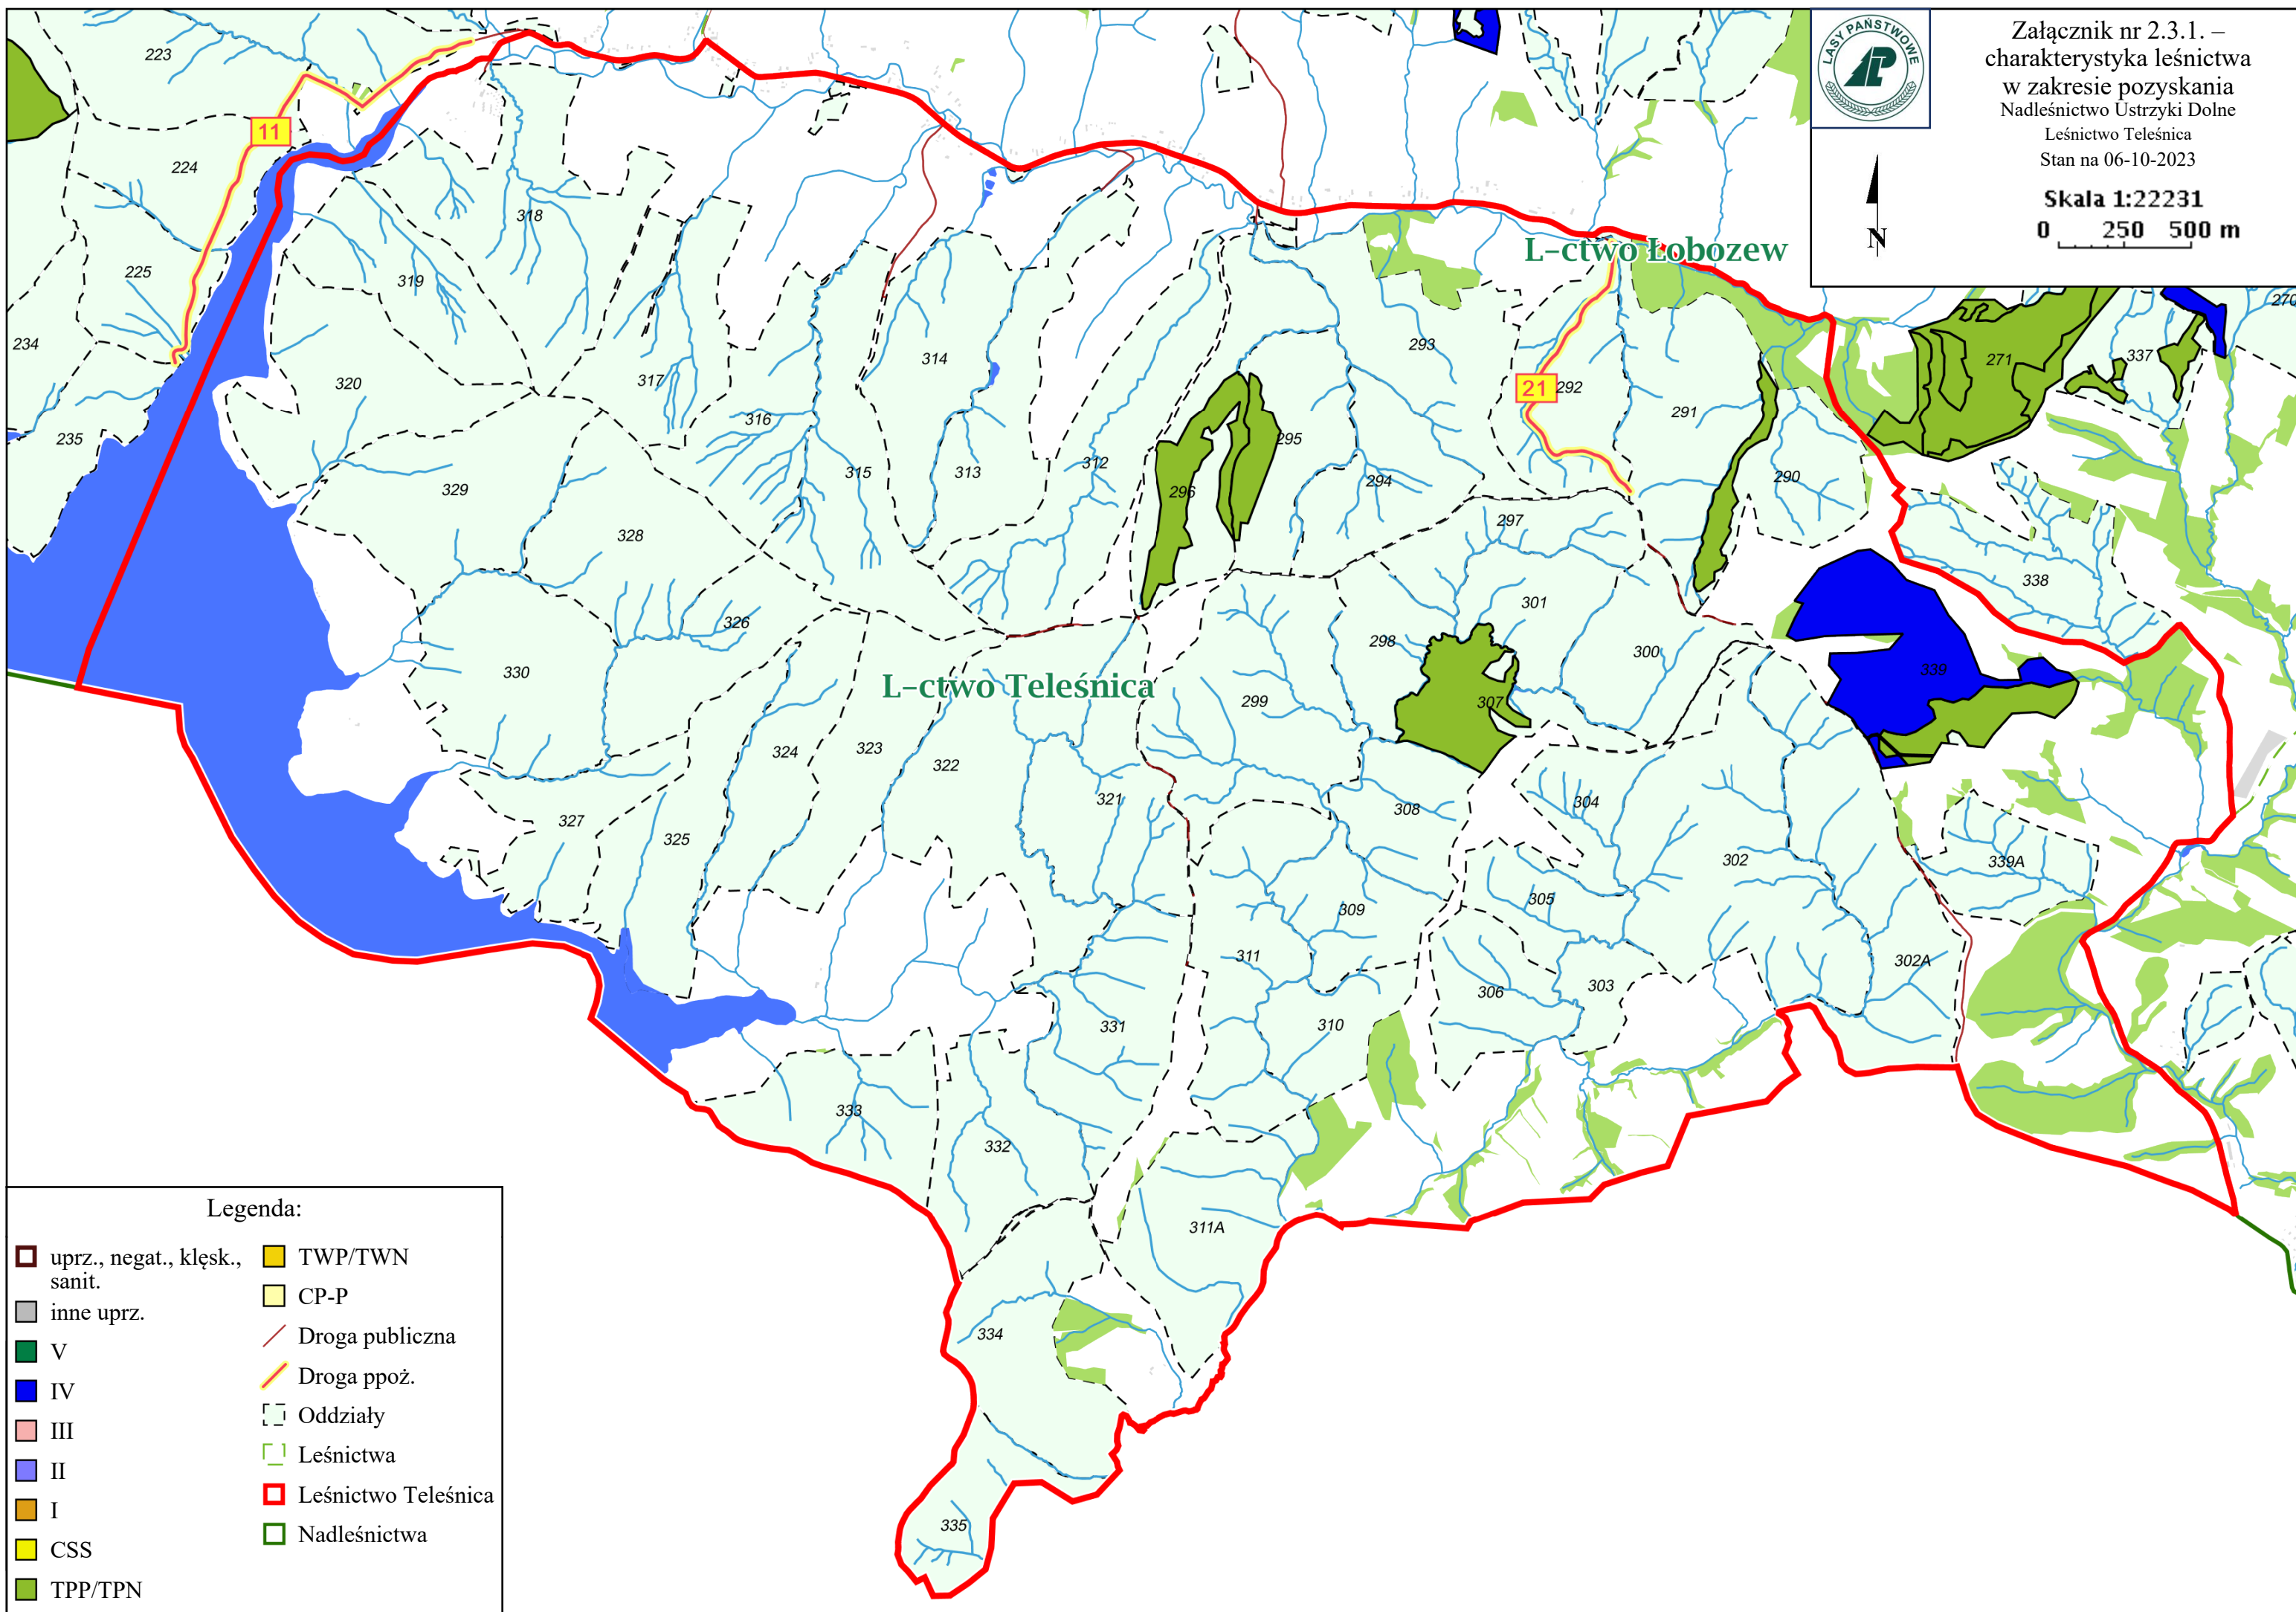 LASY PAŃSTWOWE
Załącznik nr 2.3.1. –
charakterystyka leśnictwa
w zakresie pozyskania
Nadleśnictwo Ustrzyki Dolne
Leśnictwo Teleśnica
Stan na 06-10-2023
Skala 1:22231
0 250 500 m
N
223
11
224
225
234
235
318
319
320
317
316
315
314
313
312
329
328
326
330
324
323
322
327
325
321
L-ctwo Łobozew
293
21
292
291
295
296
294
290
297
270
271
337
338
298
301
300
299
307
339
L-ctwo Teleśnica
308
304
302
339A
305
309
311
306
303
302A
310
331
333
332
311A
334
335
Legenda:
uprz., negat., klęsk.,
sanit.
inne uprz.
V
IV
III
II
I
CSS
TPP/TPN
TWP/TWN
CP-P
Droga publiczna
Droga ppoż.
Oddziały
Leśnictwa
Leśnictwo Teleśnica
Nadleśnictwa